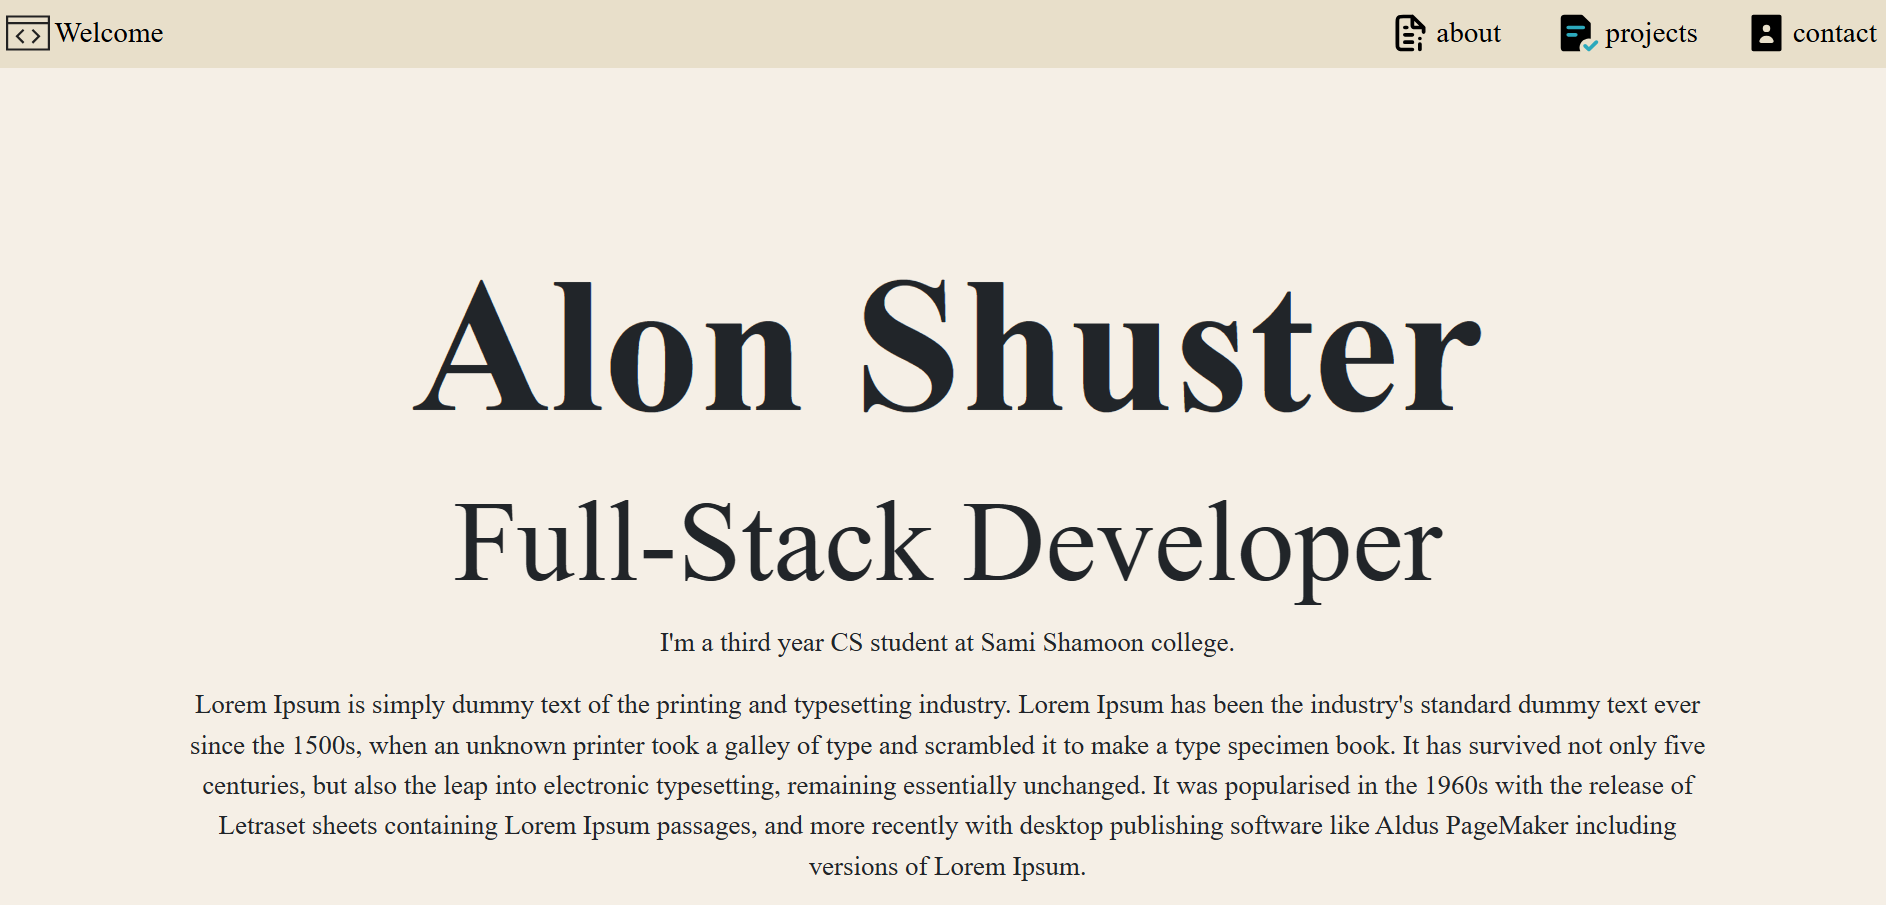 Welcome
about
projects
contact
Alon Shuster
Full-Stack Developer
I'm a third year CS student at Sami Shamoon college.
Lorem Ipsum is simply dummy text of the printing and typesetting industry. Lorem Ipsum has been the industry's standard dummy text ever
since the 1500s, when an unknown printer took a galley of type and scrambled it to make a type specimen book. It has survived not only five
centuries, but also the leap into electronic typesetting, remaining essentially unchanged. It was popularised in the 1960s with the release of
Letraset sheets containing Lorem Ipsum passages, and more recently with desktop publishing software like Aldus PageMaker including
versions of Lorem Ipsum.